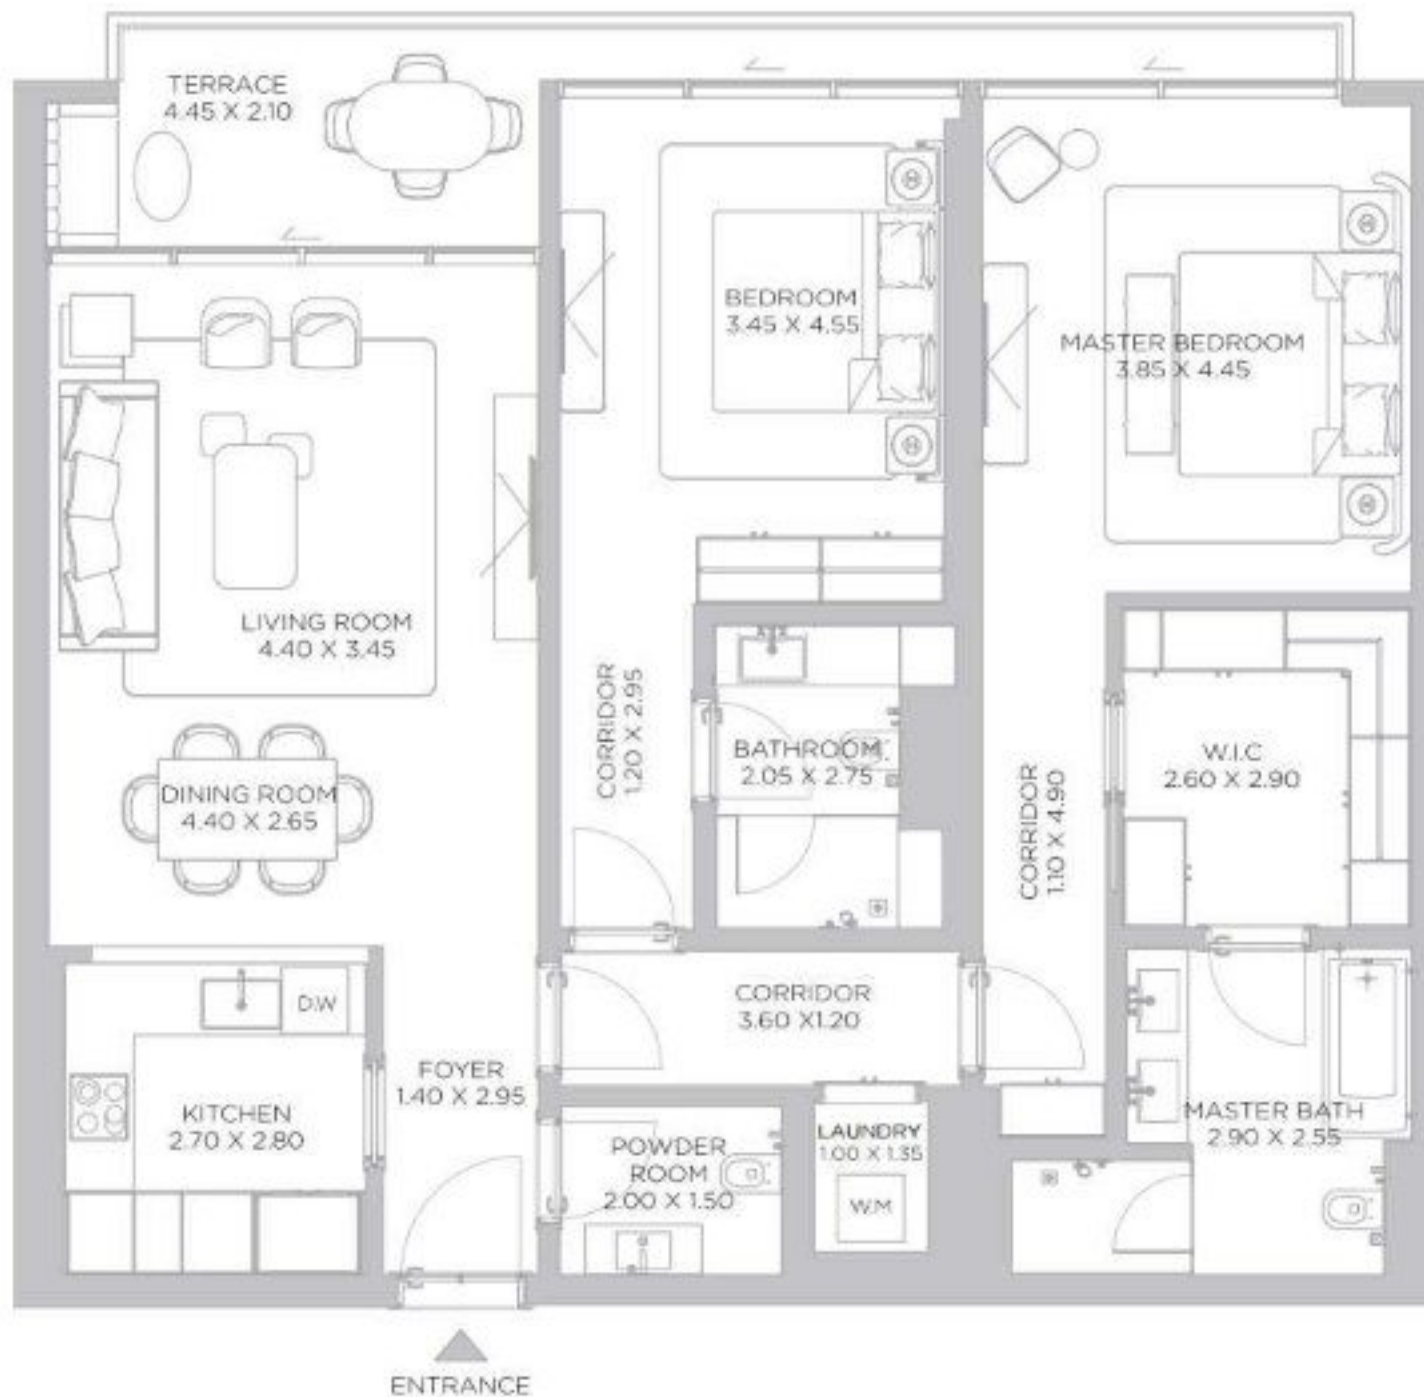 TERRACE
4.45 X 2.10
BEDROOM
3.45 X 4.55
MASTER BEDROOM
3.85 X 4.45
LIVING ROOM
4.40 X 3.45
CORRIDOR
1.20 X 2.95
BATHROOM
2.05 X 2.75
W.I.C
2.60 X 2.90
DINING ROOM
4.40 X 2.65
CORRIDOR
1.10 X 4.90
D.W
CORRIDOR
3.60 X1.20
FOYER
1.40 X 2.95
KITCHEN
2.70 X 2.80
POWDER
ROOM
2.00 X 1.50
LAUNDRY
1.00 X 1.35
W.M
MASTER BATH
2.90 X 2.55
ENTRANCE